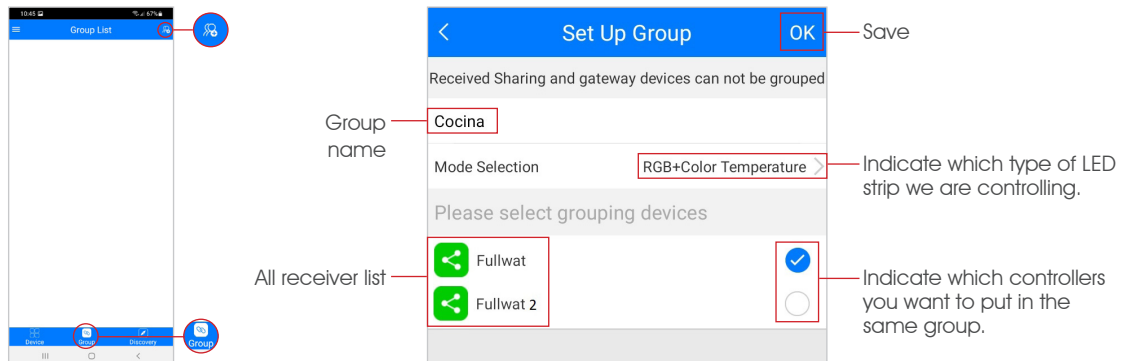 10:45 67%
Group List
Device Group Discovery
Group
Set Up Group OK
Save
Received Sharing and gateway devices can not be grouped
Group
name
Cocina
Mode Selection RGB+Color Temperature
Indicate which type of LED
strip we are controlling.
Please select grouping devices
All receiver list
Fullwat
Fullwat 2
Indicate which controllers
you want to put in the
same group.